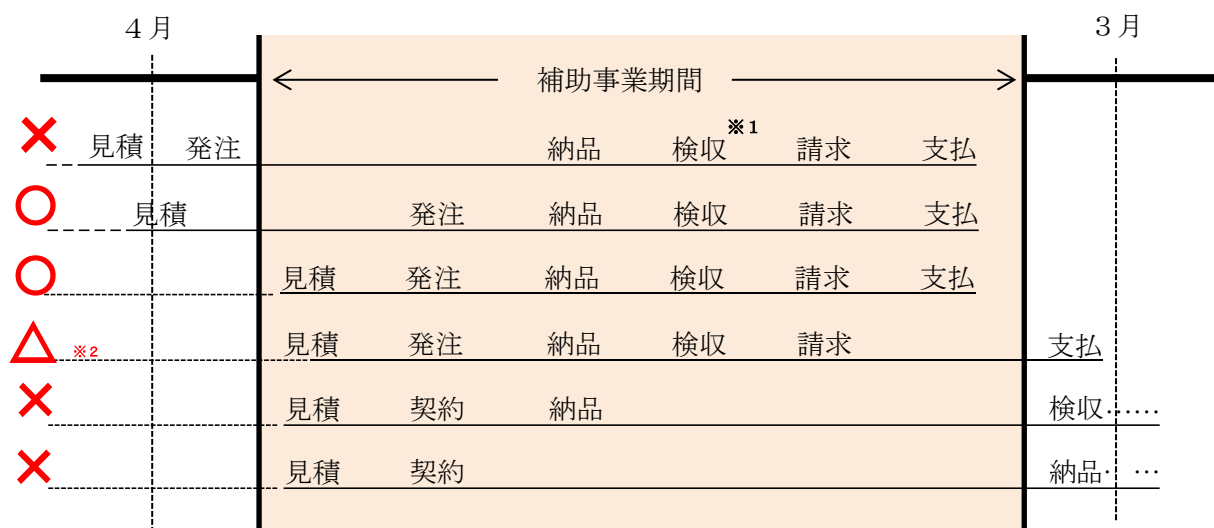 ４月
３月
補助事業期間
× 見積 発注 納品 検収※1 請求 支払
○ 見積 発注 納品 検収 請求 支払
○ 見積 発注 納品 検収 請求 支払
△ ※2 見積 発注 納品 検収 請求 支払
× 見積 契約 納品 検収……
× 見積 契約 納品… …